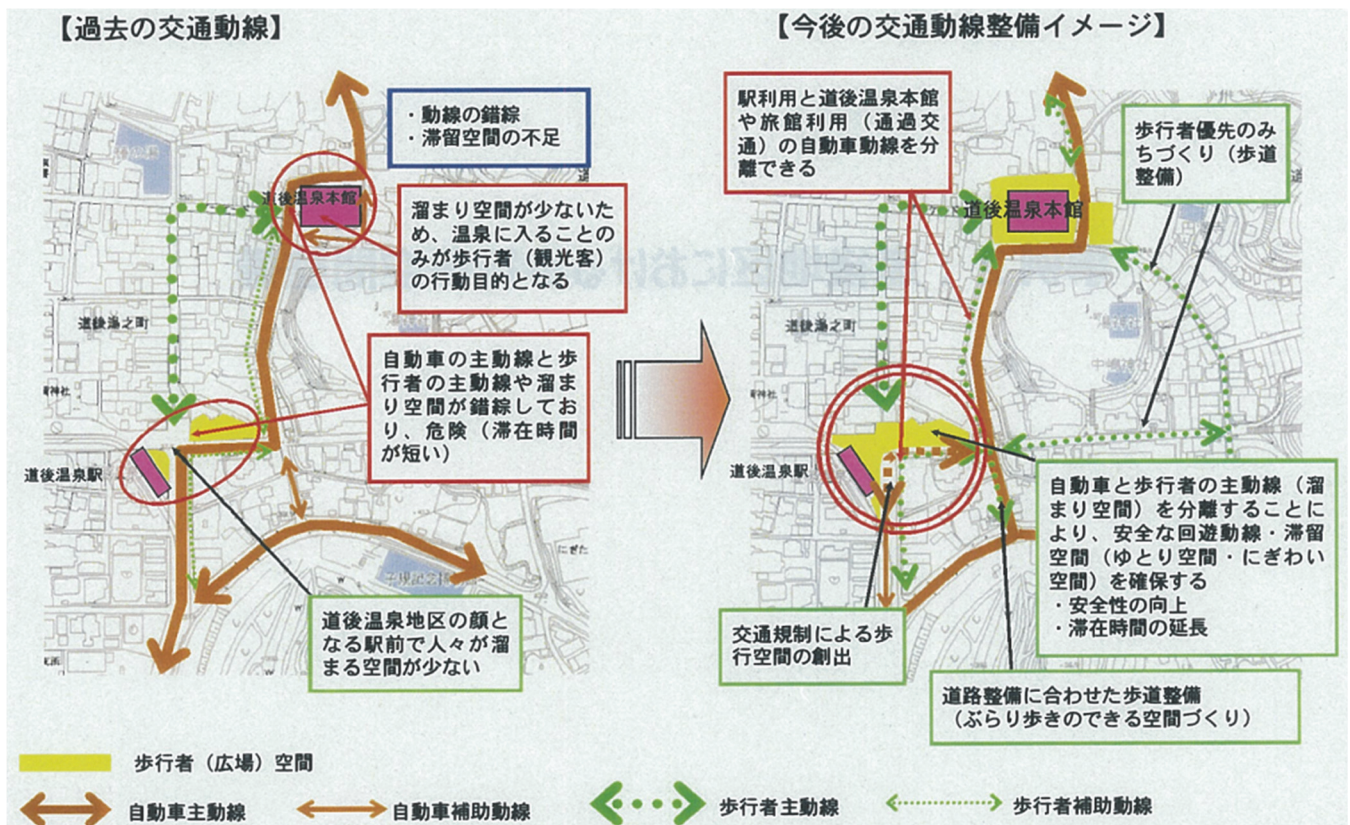 【過去の交通動線】
・動線の錯綜
・滞留空間の不足
道後温泉本館
溜まり空間が少ないた
め、温泉に入ることの
みが歩行者（観光客）
の行動目的となる
道後湯之町
自動車の主動線と歩
行者の主動線や溜ま
り空間が錯綜してお
り、危険（滞在時間
が短い）
道後温泉駅
道後温泉地区の顔と
なる駅前で人々が溜
まる空間が少ない
にぎた
【今後の交通動線整備イメージ】
駅利用と道後温泉本館
や旅館利用（通過交
通）の自動車動線を分
離できる
歩行者優先のみ
ちづくり（歩道
整備）
道後温泉本館
道後湯之町
道後温泉駅
自動車と歩行者の主動線（溜
まり空間）を分離することに
より、安全な回遊動線・滞留
空間（ゆとり空間・にぎわい
空間）を確保する
・安全性の向上
・滞在時間の延長
交通規制による歩
行空間の創出
道路整備に合わせた歩道整備
（ぶらり歩きのできる空間づくり）
歩行者（広場）空間
自動車主動線
自動車補助動線
歩行者主動線
歩行者補助動線